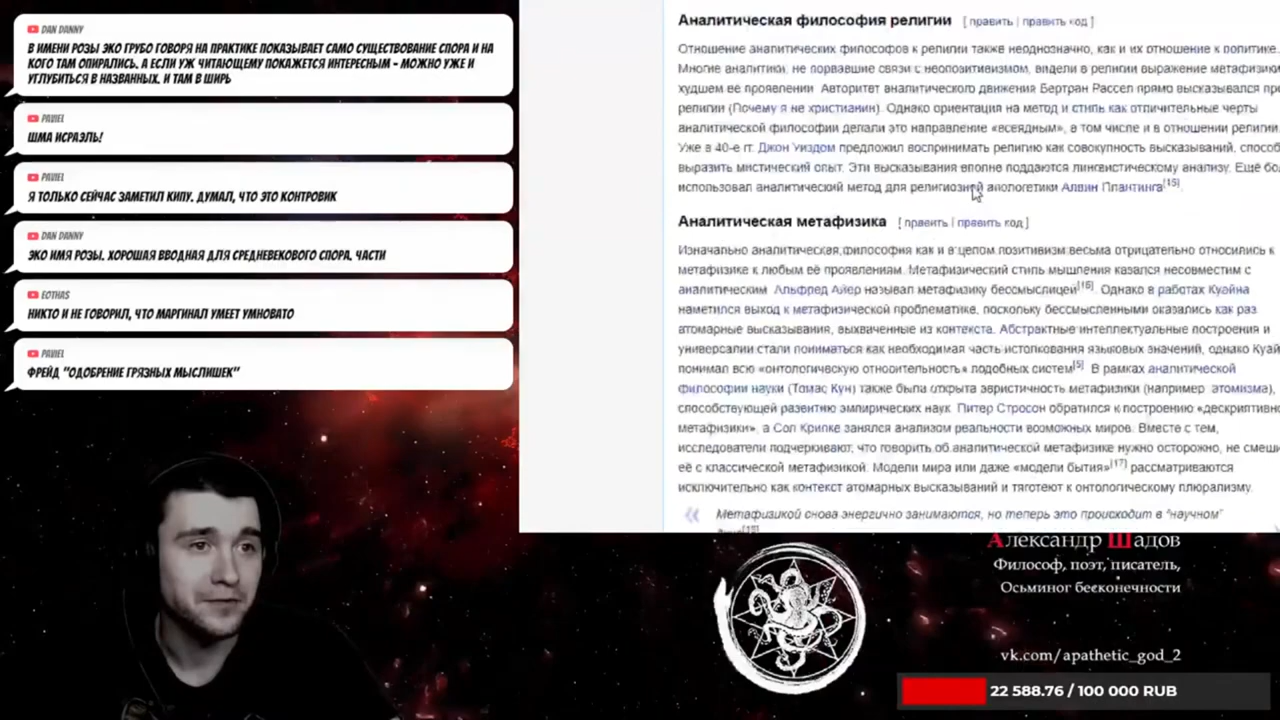 DAN DANNY
В ИМЕНИ РОЗЫ ЭКО ГРУБО ГОВОРЯ НА ПРАКТИКЕ ПОКАЗЫВАЕТ САМО СУЩЕСТВОВАНИЕ СПОРА И НА
КОГО ТАМ ОПИРАЛИСЬ. А ЕСЛИ УЖ ЧИТАЮЩЕМУ ПОКАЖЕТСЯ ИНТЕРЕСНЫМ - МОЖНО УЖЕ И
УГЛУБИТЬСЯ В НАЗВАННЫХ. И ТАМ В ШИРЬ
PAVIEL
ШМА ИСРАЭЛЬ!
PAVIEL
Я ТОЛЬКО СЕЙЧАС ЗАМЕТИЛ КИПУ. ДУМАЛ, ЧТО ЭТО КОНТРОВИК
DAN DANNY
ЭКО ИМЯ РОЗЫ. ХОРОШАЯ ВВОДНАЯ ДЛЯ СРЕДНЕВЕКОВОГО СПОРА. ЧАСТИ
EOTHAS
НИКТО И НЕ ГОВОРИЛ, ЧТО МАРГИНАЛ УМЕЕТ УМНОВАТО
PAVIEL
ФРЕЙД "ОДОБРЕНИЕ ГРЯЗНЫХ МЫСЛИШЕК"
Аналитическая философия религии [ править | править код ]
Отношение аналитических философов к религии также неоднозначно, как и их отношение к политике.
Многие аналитики, не порвавшие связи с неопозитивизмом, видели в религии выражение метафизики
худшем ее проявлении. Авторитет аналитического движения Бертран Рассел прямо высказывался про
религии (Почему я не христианин). Однако ориентация на метод и стиль как отличительные черты
аналитической философии делали это направление «всеядным», в том числе и в отношении религии.
Уже в 40-е гг. Джон Уиздом предложил воспринимать религию как совокупность высказываний, способ
выразить мистический опыт. Эти высказывания вполне поддаются лингвистическому анализу. Ещё бо
использовал аналитический метод для религиозной апологетики Алвин Плантинга[15].
Аналитическая метафизика [ править | править код ]
Изначально аналитическая философия как и в целом позитивизм весьма отрицательно относились к
метафизике к любым её проявлениям. Метафизический стиль мышления казался несовместим с
аналитическим. Альфред Айер называл метафизику бессмыслицей[16]. Однако в работах Куайна
наметился выход к метафизической проблематике, поскольку бессмысленными оказались как раз
атомарные высказывания, выхваченные из контекста. Абстрактные интеллектуальные построения и
универсалии стали пониматься как необходимая часть истолкования языковых значений, однако Куай
понимал всю «онтологическую относительность» подобных систем[5]. В рамках аналитической
философии науки (Томас Кун) также была открыта эвристичность метафизики (например атомизма),
способствующей развитию эмпирических наук. Питер Стросон обратился к построению «дескриптивно
метафизики», а Сол Крипке занялся анализом реальности возможных миров. Вместе с тем,
исследователи подчеркивают, что говорить об аналитической метафизике нужно осторожно, не смеши
её с классической метафизикой. Модели мира или даже «модели бытия»[17] рассматриваются
исключительно как контекст атомарных высказываний и тяготеют к онтологическому плюрализму.
« Метафизикой снова энергично занимаются, но теперь это происходит в "научном"
Александр Шадов
Философ, поэт, писатель,
Осьминог бесконечности
vk.com/apathetic_god_2
22 588.76 / 100 000 RUB